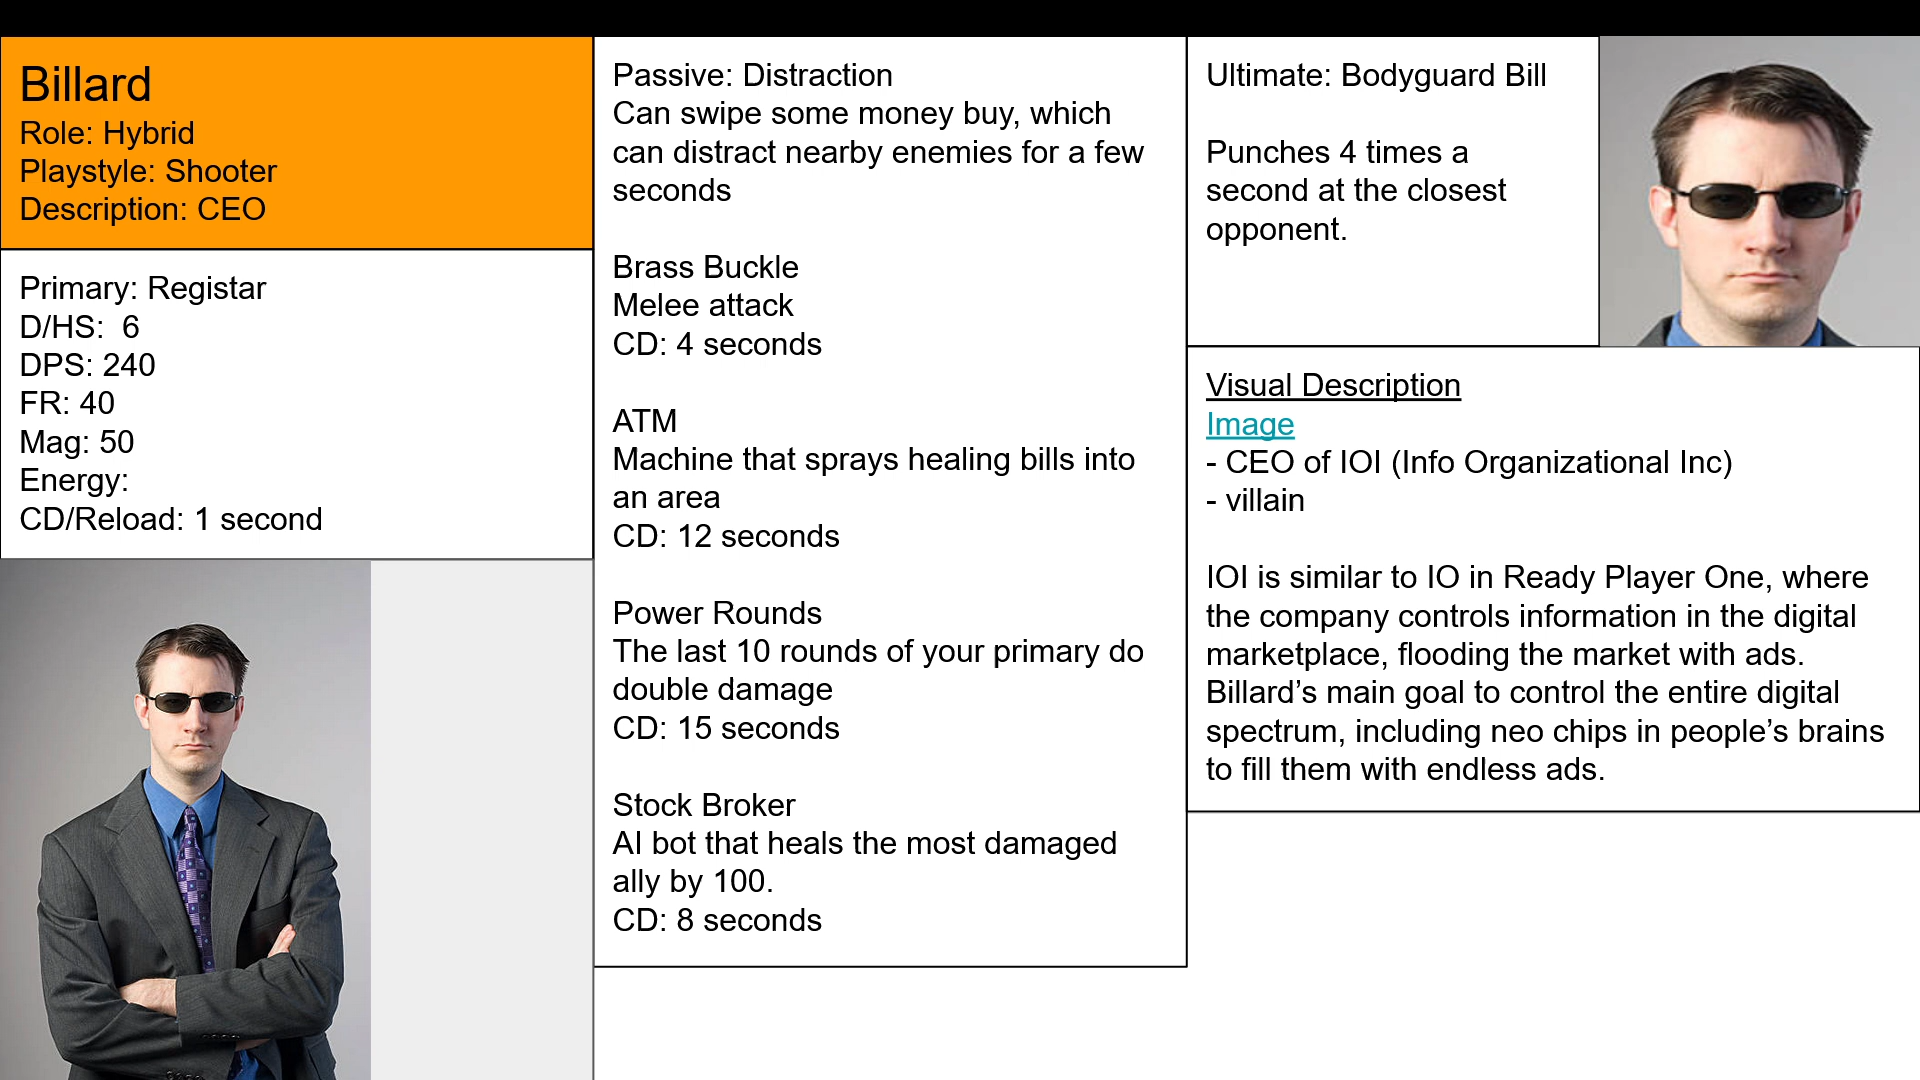 Billard
Role: Hybrid
Playstyle: Shooter
Description: CEO
Primary: Registar
D/HS:  6
DPS: 240
FR: 40
Mag: 50
Energy:
CD/Reload: 1 second
Passive: Distraction
Can swipe some money buy, which
can distract nearby enemies for a few
seconds
Brass Buckle
Melee attack
CD: 4 seconds
ATM
Machine that sprays healing bills into
an area
CD: 12 seconds
Power Rounds
The last 10 rounds of your primary do
double damage
CD: 15 seconds
Stock Broker
AI bot that heals the most damaged
ally by 100.
CD: 8 seconds
Ultimate: Bodyguard Bill
Punches 4 times a
second at the closest
opponent.
Visual Description
Image
- CEO of IOI (Info Organizational Inc)
- villain
IOI is similar to IO in Ready Player One, where
the company controls information in the digital
marketplace, flooding the market with ads.
Billard’s main goal to control the entire digital
spectrum, including neo chips in people’s brains
to fill them with endless ads.